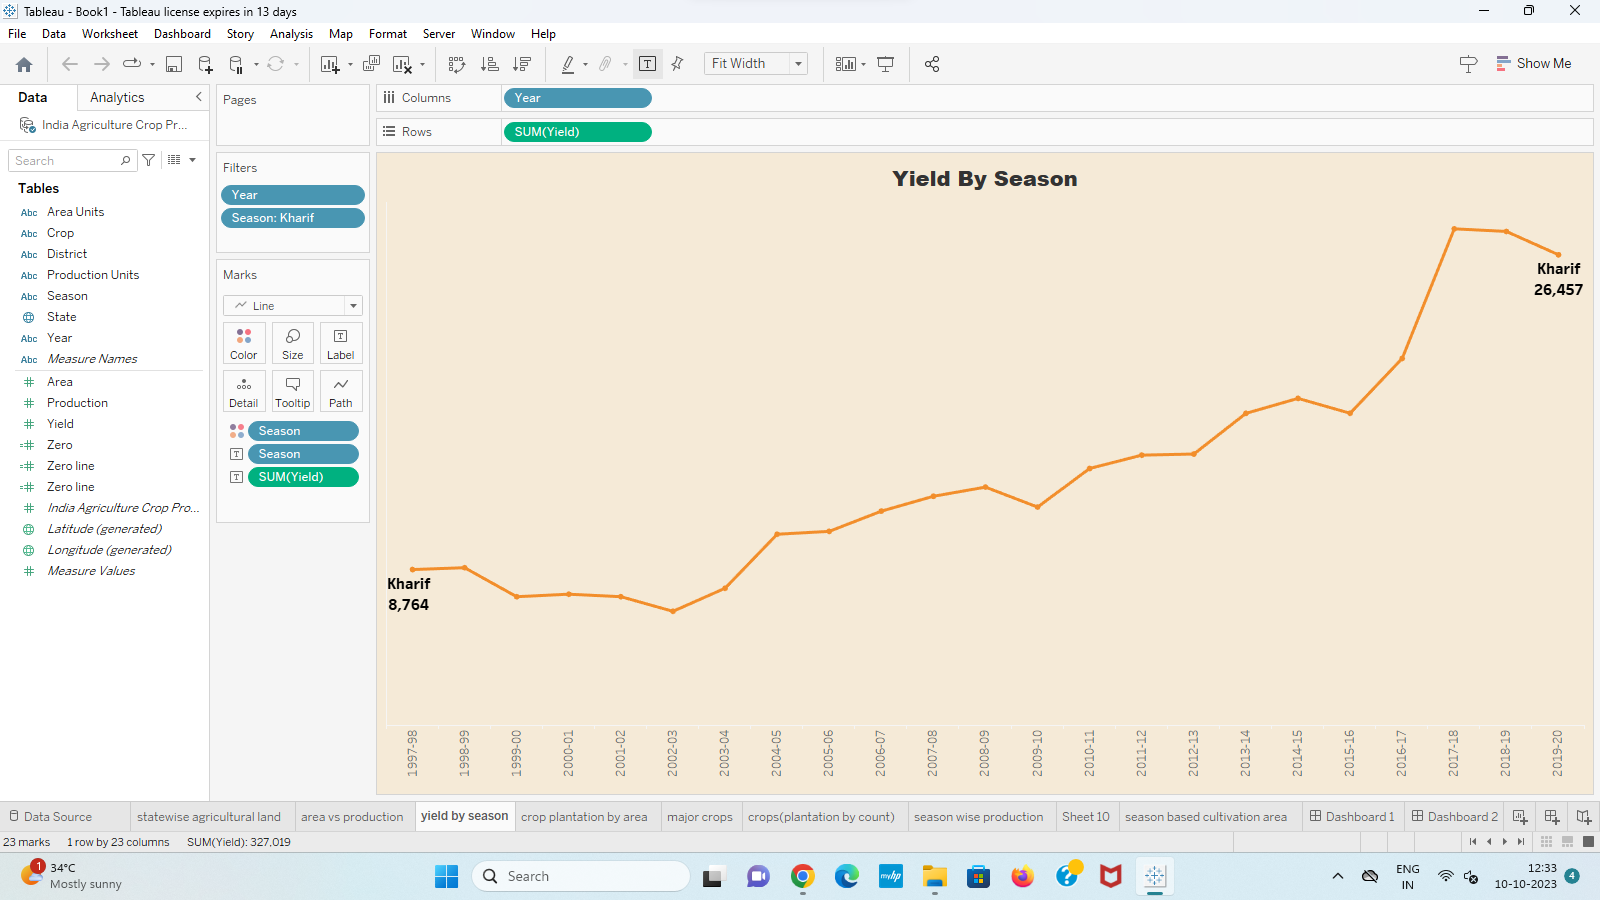 Tableau - Book1 - Tableau license expires in 13 days
File Data Worksheet Dashboard Story Analysis Map Format Server Window Help
Fit Width
Show Me
Data Analytics
India Agriculture Crop Pr...
Search
Tables
Abc Area Units
Abc Crop
Abc District
Abc Production Units
Abc Season
State
Abc Year
Abc Measure Names
Area
Production
Yield
Zero
Zero line
Zero line
India Agriculture Crop Pro...
Latitude (generated)
Longitude (generated)
Measure Values
Pages
Filters
Year
Season: Kharif
Marks
Line
Color Size Label
Detail Tooltip Path
Season
Season
SUM(Yield)
Columns Year
Rows SUM(Yield)
Yield By Season
Kharif
26,457
Kharif
8,764
1997-98
1998-99
1999-00
2000-01
2001-02
2002-03
2003-04
2004-05
2005-06
2006-07
2007-08
2008-09
2009-10
2010-11
2011-12
2012-13
2013-14
2014-15
2015-16
2016-17
2017-18
2018-19
2019-20
Data Source statewise agricultural land area vs production yield by season crop plantation by area major crops crops(plantation by count) season wise production Sheet 10 season based cultivation area Dashboard 1 Dashboard 2
23 marks 1 row by 23 columns SUM(Yield): 327,019
1
34°C
Mostly sunny
Search
myhp
ENG
IN
12:33
10-10-2023
4